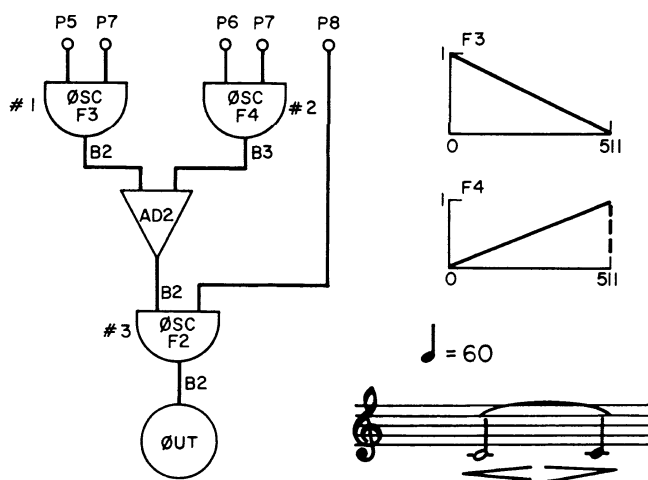 P5 P7 P6 P7 P8
#1 ØSC F3
ØSC F4 #2
B2 B3
AD2
B2
#3 ØSC F2
B2
ØUT
F3
1
0 511
F4
1
0 511
= 60